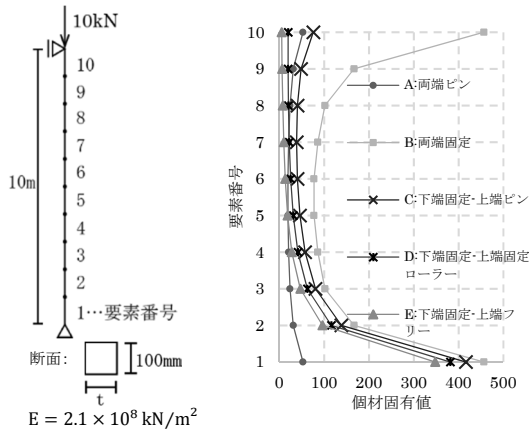 10kN
10
9
8
7
6
5
4
3
2
1…要素番号
10m
断面:
100mm
t
E = 2.1 × 10⁸ kN/m²
要素番号
10
9
8
7
6
5
4
3
2
1
0
100
200
300
400
500
個材固有値
A:両端ピン
B:両端固定
C:下端固定-上端ピン
D:下端固定-上端固定
ローラー
E:下端固定-上端フ
リー